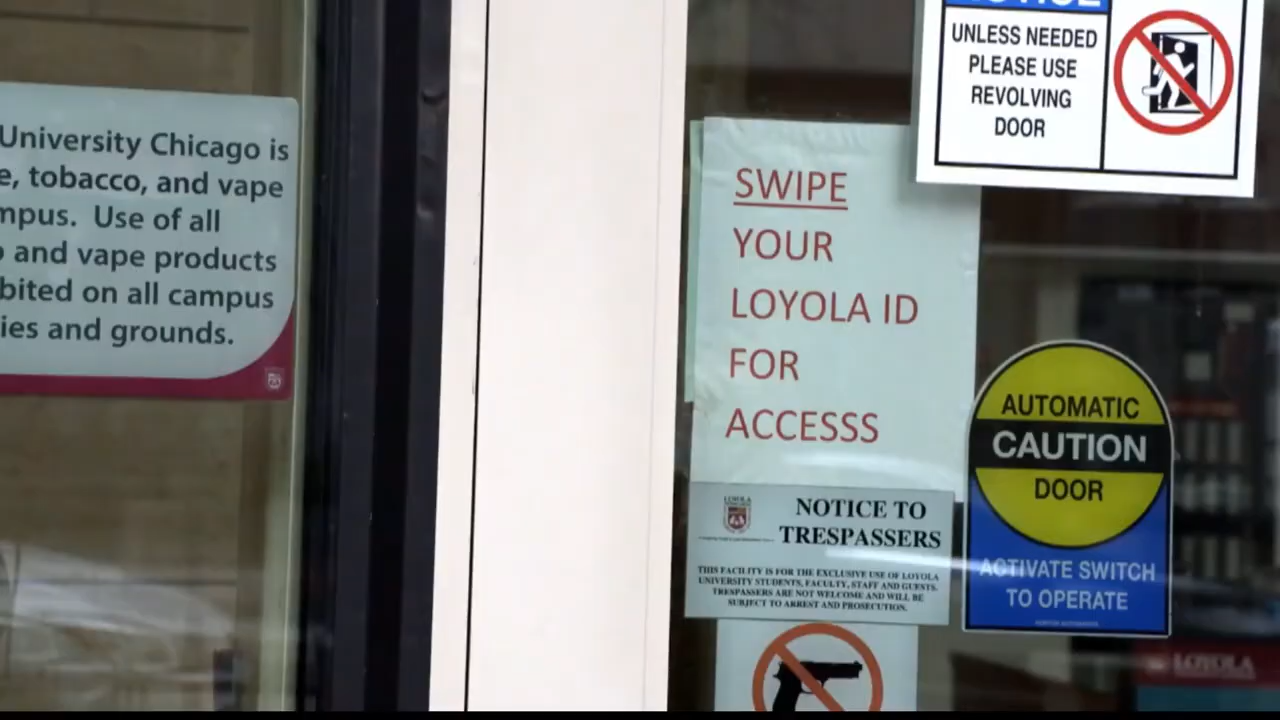 University Chicago is
e, tobacco, and vape
mpus. Use of all
and vape products
bited on all campus
ies and grounds.
NOTICE
UNLESS NEEDED
PLEASE USE
REVOLVING
DOOR
SWIPE
YOUR
LOYOLA ID
FOR
ACCESSS
AUTOMATIC
CAUTION
DOOR
ACTIVATE SWITCH
TO OPERATE
LOYOLA
NOTICE TO
TRESPASSERS
THIS FACILITY IS FOR THE EXCLUSIVE USE OF LOYOLA
UNIVERSITY STUDENTS, FACULTY, STAFF AND GUESTS.
TRESPASSERS ARE NOT WELCOME AND WILL BE
SUBJECT TO ARREST AND PROSECUTION.
LOYOLA